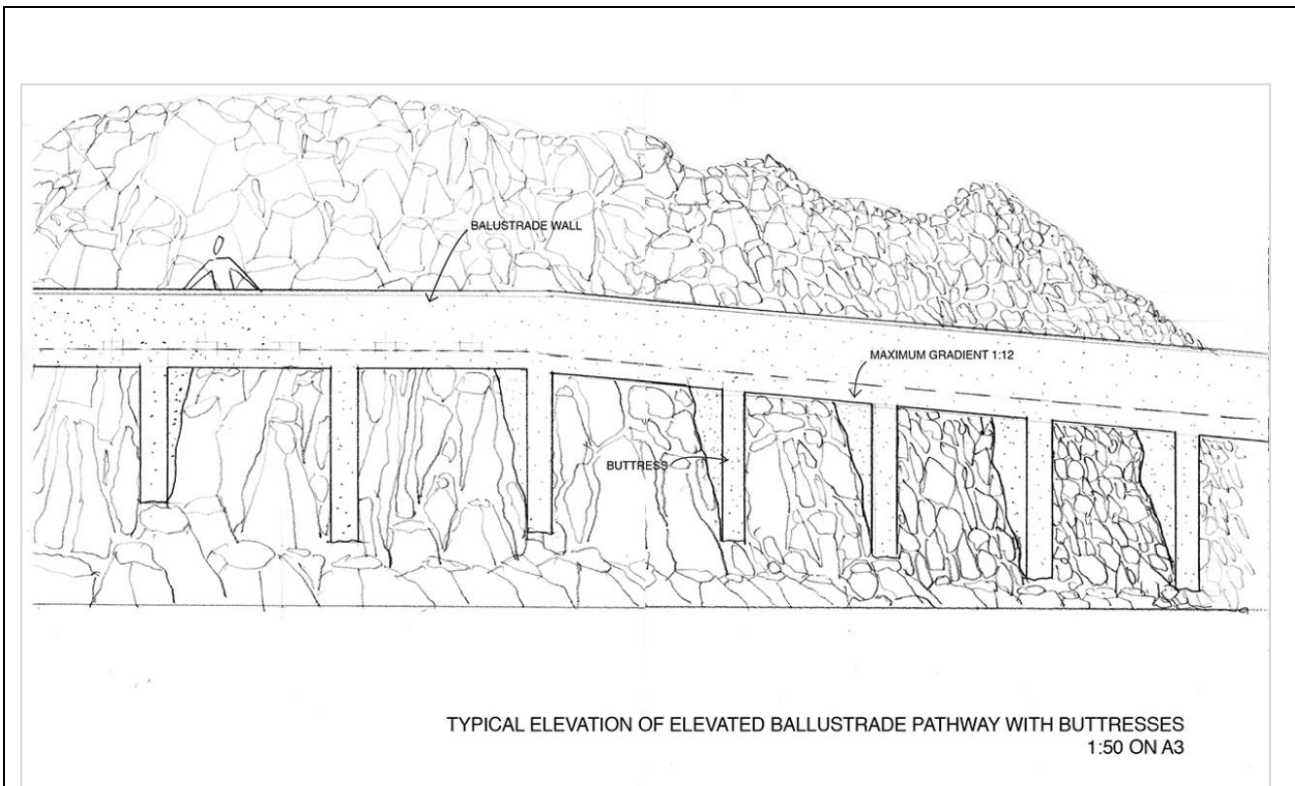 BALUSTRADE WALL
MAXIMUM GRADIENT 1:12
BUTTRESS
TYPICAL ELEVATION OF ELEVATED BALLUSTRADE PATHWAY WITH BUTTRESSES
1:50 ON A3